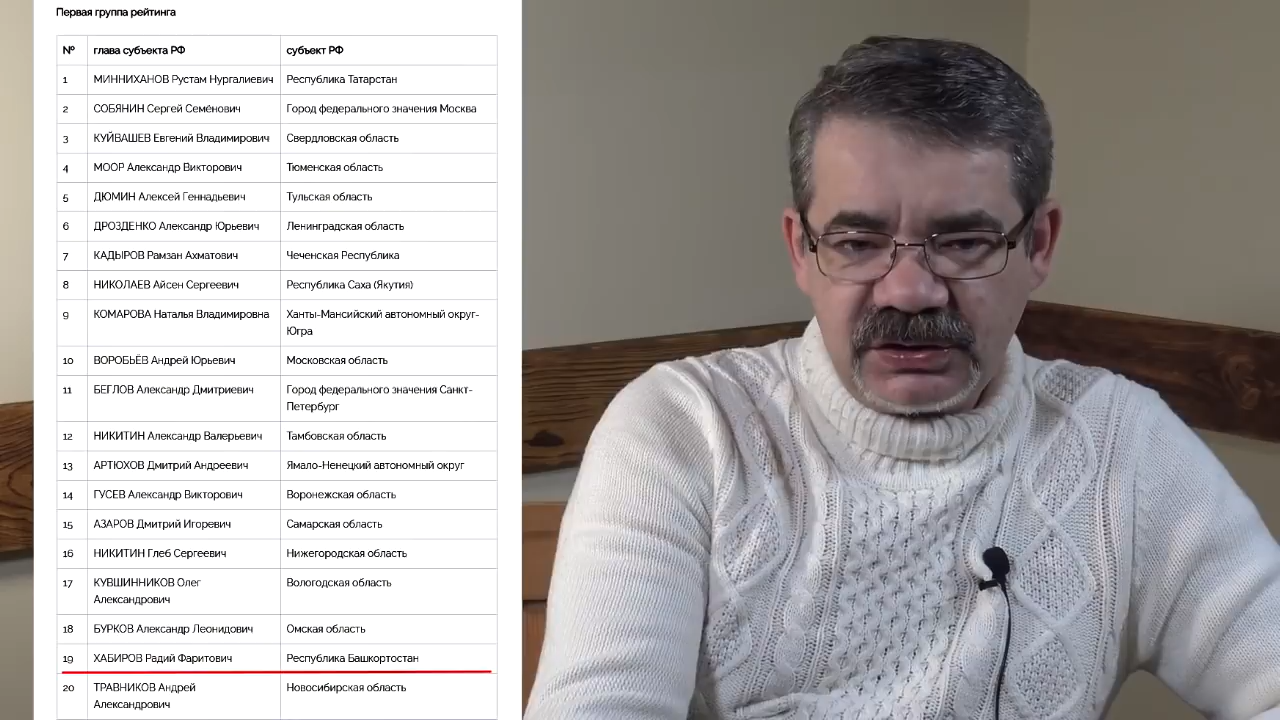 Первая группа рейтинга
№ глава субъекта РФ субъект РФ
1 МИННИХАНОВ Рустам Нургалиевич Республика Татарстан
2 СОБЯНИН Сергей Семёнович Город федерального значения Москва
3 КУЙВАШЕВ Евгений Владимирович Свердловская область
4 МООР Александр Викторович Тюменская область
5 ДЮМИН Алексей Геннадьевич Тульская область
6 ДРОЗДЕНКО Александр Юрьевич Ленинградская область
7 КАДЫРОВ Рамзан Ахматович Чеченская Республика
8 НИКОЛАЕВ Айсен Сергеевич Республика Саха (Якутия)
9 КОМАРОВА Наталья Владимировна Ханты-Мансийский автономный округ-
Югра
10 ВОРОБЬЁВ Андрей Юрьевич Московская область
11 БЕГЛОВ Александр Дмитриевич Город федерального значения Санкт-
Петербург
12 НИКИТИН Александр Валерьевич Тамбовская область
13 АРТЮХОВ Дмитрий Андреевич Ямало-Ненецкий автономный округ
14 ГУСЕВ Александр Викторович Воронежская область
15 АЗАРОВ Дмитрий Игоревич Самарская область
16 НИКИТИН Глеб Сергеевич Нижегородская область
17 КУВШИННИКОВ Олег Вологодская область
Александрович
18 БУРКОВ Александр Леонидович Омская область
19 ХАБИРОВ Радий Фаритович Республика Башкортостан
20 ТРАВНИКОВ Андрей Новосибирская область
Александрович